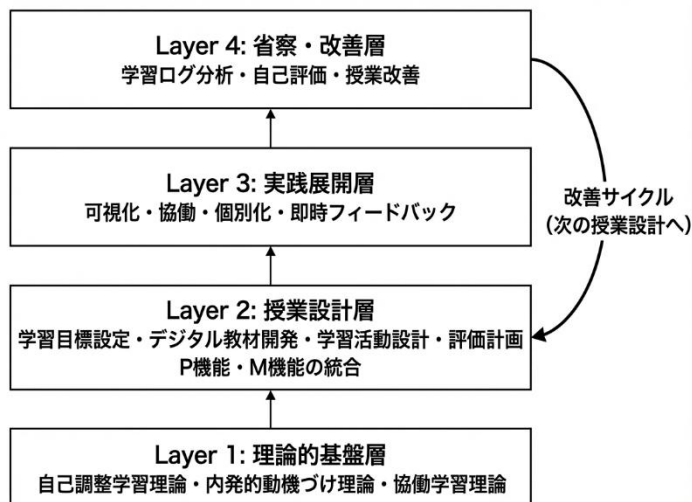 Layer 4: 省察・改善層
学習ログ分析・自己評価・授業改善
Layer 3: 実践展開層
可視化・協働・個別化・即時フィードバック
改善サイクル
（次の授業設計へ）
Layer 2: 授業設計層
学習目標設定・デジタル教材開発・学習活動設計・評価計画
P機能・M機能の統合
Layer 1: 理論的基盤層
自己調整学習理論・内発的動機づけ理論・協働学習理論